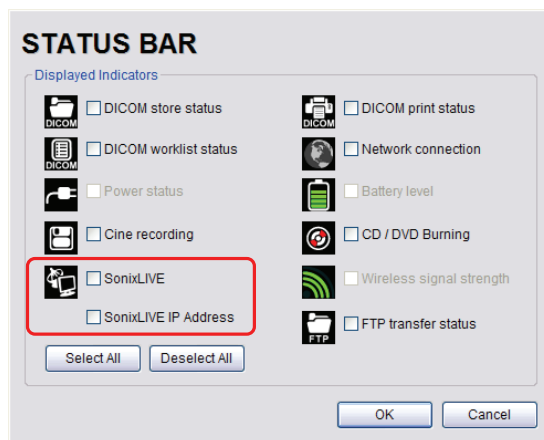 STATUS BAR
Displayed Indicators
DICOM
DICOM store status
DICOM
DICOM print status
DICOM
DICOM worklist status
Network connection
Power status
Battery level
Cine recording
CD / DVD Burning
SonixLIVE
Wireless signal strength
SonixLIVE IP Address
FTP
FTP transfer status
Select All
Deselect All
OK
Cancel